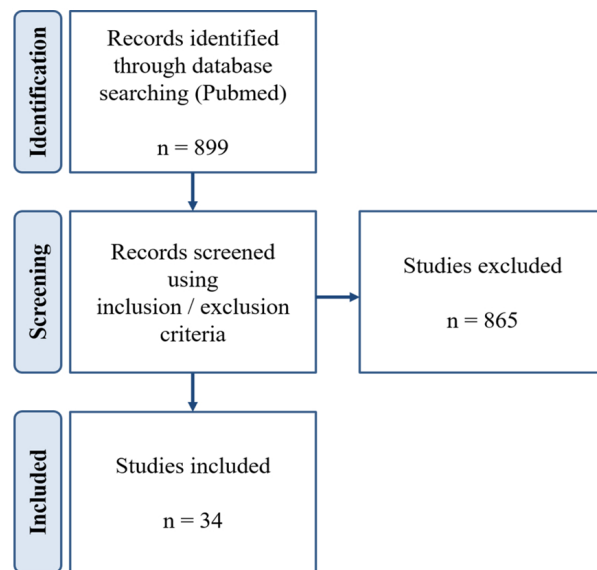 Identification
Records identified
through database
searching (Pubmed)
n = 899
Screening
Records screened
using
inclusion / exclusion
criteria
Studies excluded
n = 865
Included
Studies included
n = 34